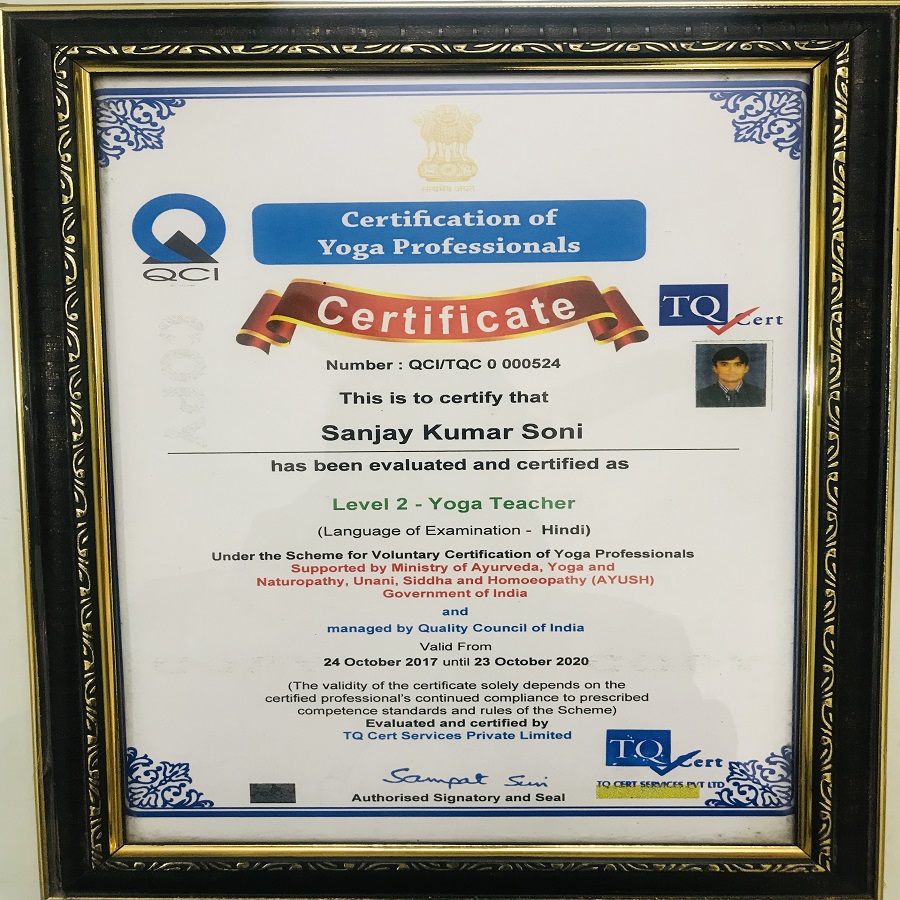 सत्यमेव जयते
Certification of
Yoga Professionals
QCI
Certificate
TQ Cert
COPY
Number : QCI/TQC 0 000524
This is to certify that
Sanjay Kumar Soni
has been evaluated and certified as
Level 2 - Yoga Teacher
(Language of Examination - Hindi)
Under the Scheme for Voluntary Certification of Yoga Professionals
Supported by Ministry of Ayurveda, Yoga and
Naturopathy, Unani, Siddha and Homoeopathy (AYUSH)
Government of India
and
managed by Quality Council of India
Valid From
24 October 2017 until 23 October 2020
(The validity of the certificate solely depends on the
certified professional's continued compliance to prescribed
competence standards and rules of the Scheme)
Evaluated and certified by
TQ Cert Services Private Limited
TQ Cert
TQ CERT SERVICES PVT LTD
Authorised Signatory and Seal